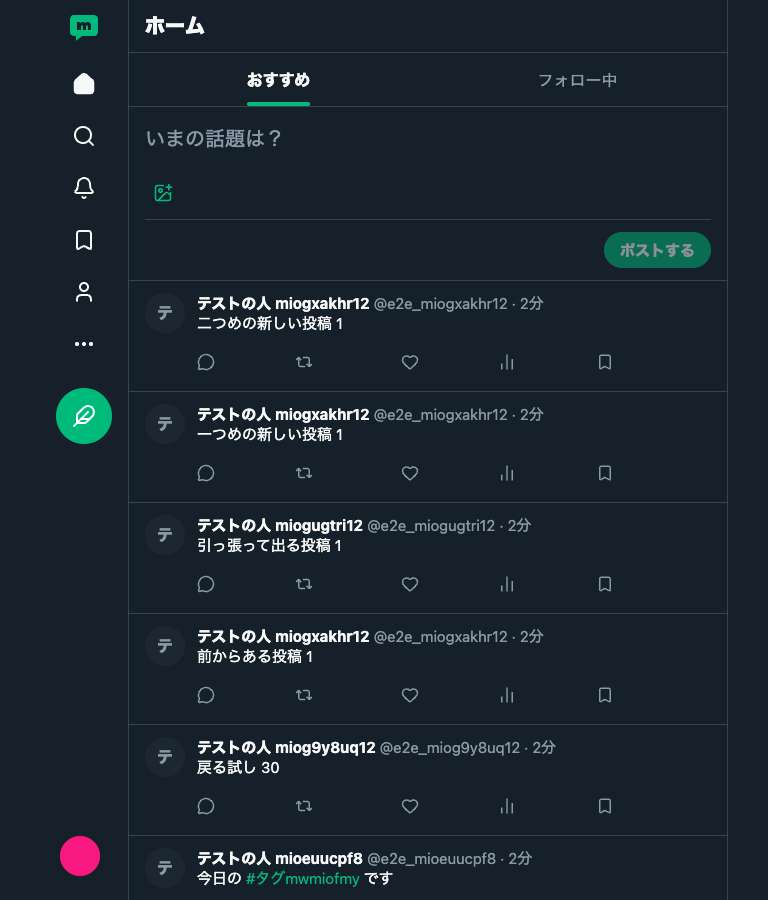 m
ホーム
おすすめ
フォロー中
いまの話題は？
ポストする
テ
テストの人 miogxakhr12 @e2e_miogxakhr12 · 2分
二つめの新しい投稿 1
テ
テストの人 miogxakhr12 @e2e_miogxakhr12 · 2分
一つめの新しい投稿 1
テ
テストの人 miogugtri12 @e2e_miogugtri12 · 2分
引っ張って出る投稿 1
テ
テストの人 miogxakhr12 @e2e_miogxakhr12 · 2分
前からある投稿 1
テ
テストの人 miog9y8uq12 @e2e_miog9y8uq12 · 2分
戻る試し 30
テ
テストの人 mioeuucpf8 @e2e_mioeuucpf8 · 2分
今日の #タグmwmiofmy です